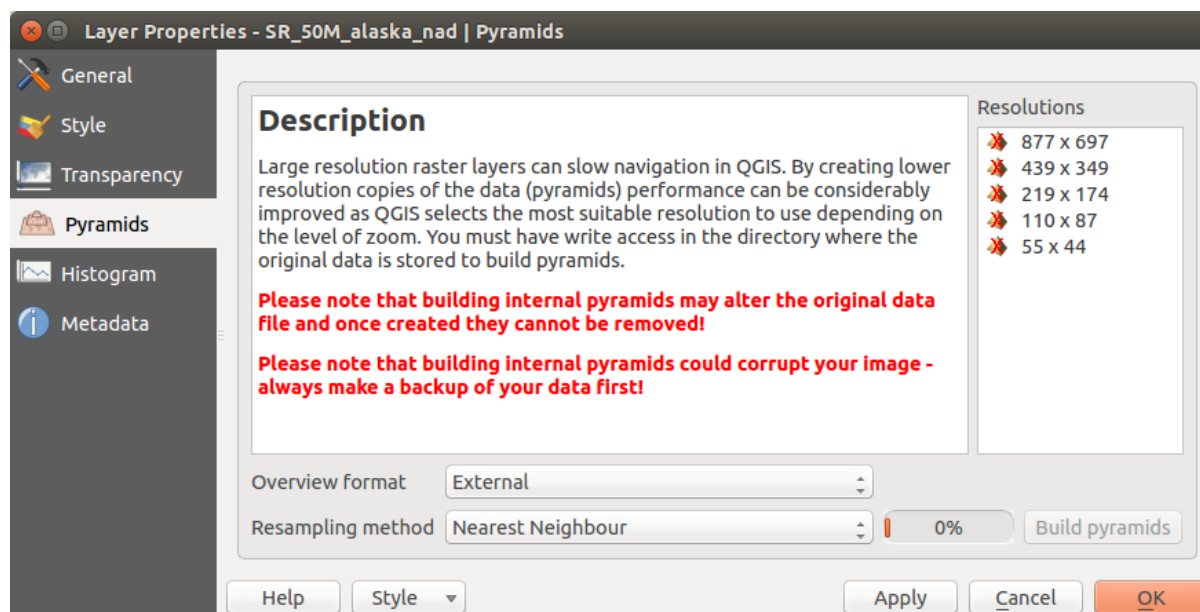 Layer Properties - SR_50M_alaska_nad | Pyramids
General
Style
Transparency
Pyramids
Histogram
Metadata
Description
Large resolution raster layers can slow navigation in QGIS. By creating lower
resolution copies of the data (pyramids) performance can be considerably
improved as QGIS selects the most suitable resolution to use depending on
the level of zoom. You must have write access in the directory where the
original data is stored to build pyramids.
Please note that building internal pyramids may alter the original data
file and once created they cannot be removed!
Please note that building internal pyramids could corrupt your image -
always make a backup of your data first!
Resolutions
877 x 697
439 x 349
219 x 174
110 x 87
55 x 44
Overview format External
Resampling method Nearest Neighbour 0% Build pyramids
Help Style Apply Cancel OK